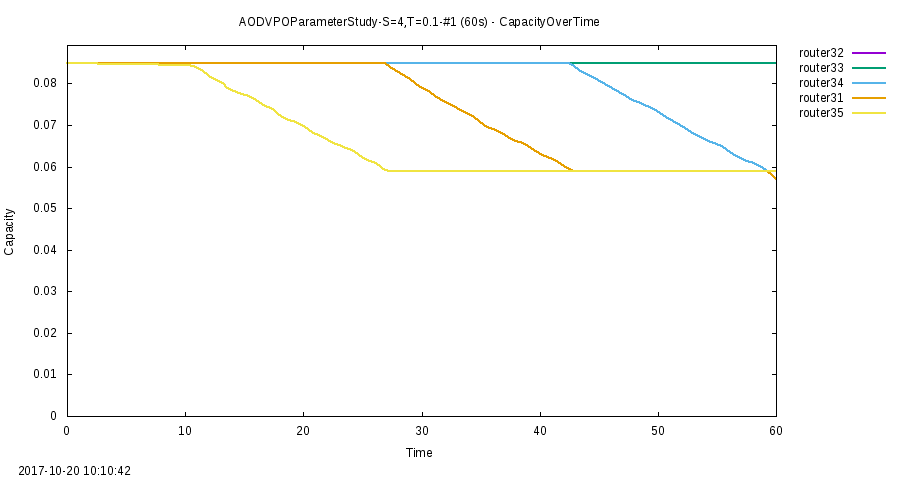 AODVPOParameterStudy-S=4,T=0.1-#1 (60s) - CapacityOverTime
router32
router33
router34
router31
router35
0.08
0.07
0.06
0.05
0.04
0.03
0.02
0.01
0
Capacity
0 10 20 30 40 50 60
Time
2017-10-20 10:10:42